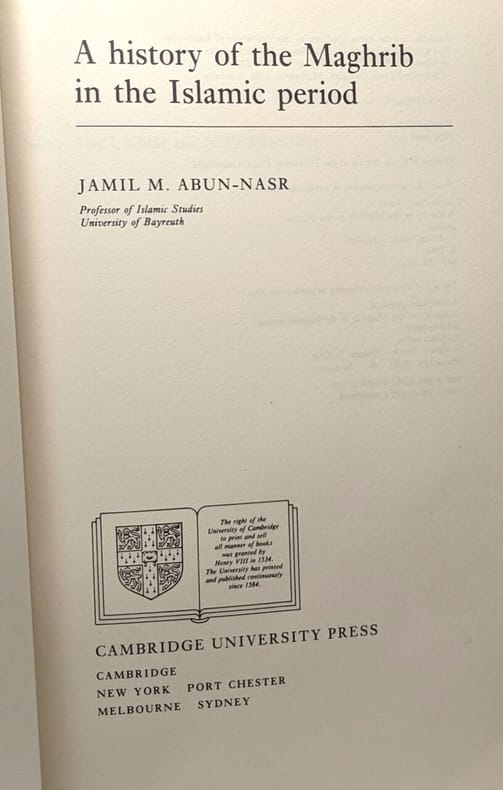 A history of the Maghrib
in the Islamic period
JAMIL M. ABUN-NASR
Professor of Islamic Studies
University of Bayreuth
The right of the
University of Cambridge
to print and sell
all manner of books
was granted by
Henry VIII in 1534.
The University has printed
and published continuously
since 1584.
CAMBRIDGE UNIVERSITY PRESS
CAMBRIDGE
NEW YORK PORT CHESTER
MELBOURNE SYDNEY